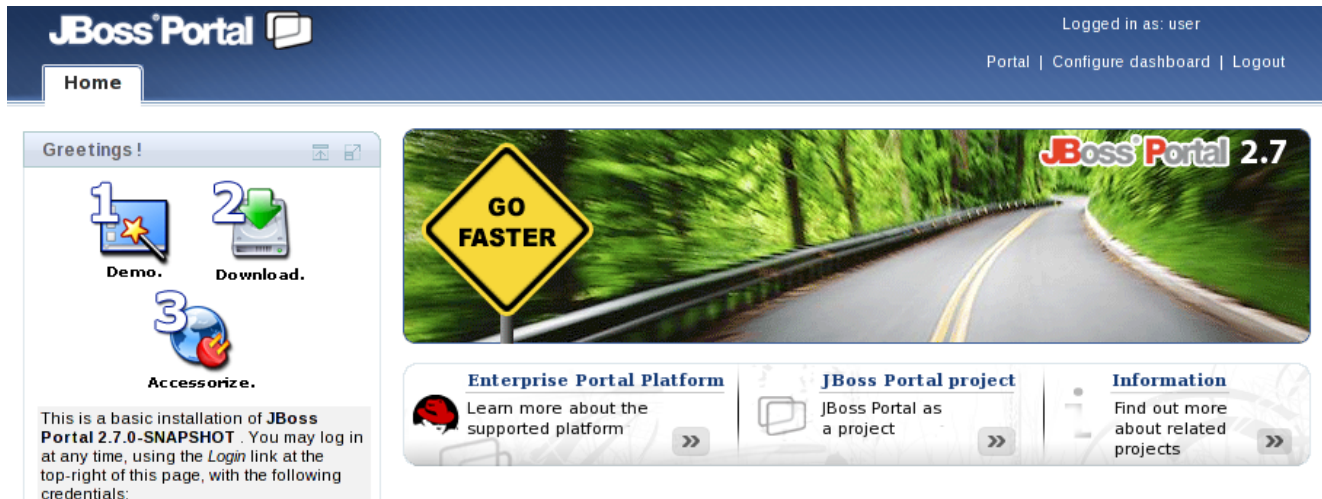 JBoss Portal
Logged in as: user
Portal | Configure dashboard | Logout
Home
Greetings!
1
2
Demo.
Download.
3
Accessorize.
This is a basic installation of JBoss
Portal 2.7.0-SNAPSHOT . You may log in
at any time, using the Login link at the
top-right of this page, with the following
credentials:
JBoss Portal 2.7
GO
FASTER
Enterprise Portal Platform
Learn more about the
supported platform
JBoss Portal project
JBoss Portal as
a project
Information
Find out more
about related
projects